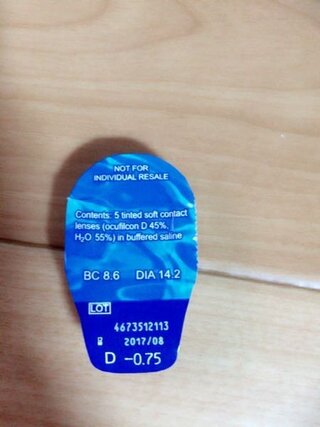 NOT FOR
INDIVIDUAL RESALE
Contents: 5 tinted soft contact
lenses (ocufilcon D 45%,
H₂O 55%) in buffered saline
BC 8.6 DIA 14.2
LOT
4673512113
2017/08
D -0.75